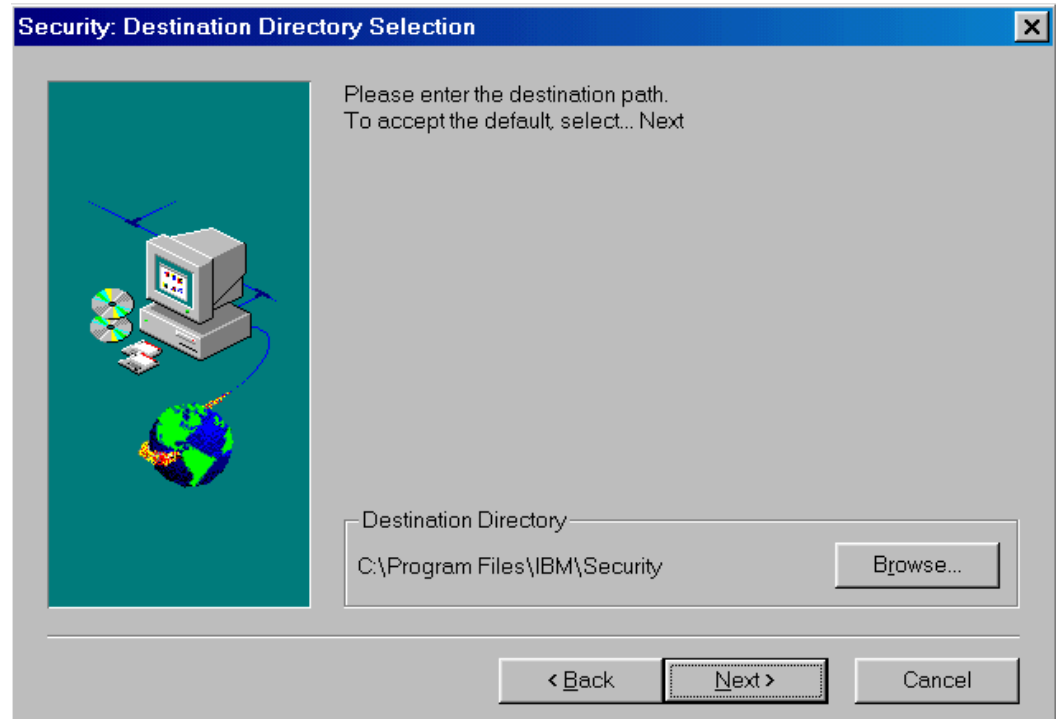 Security: Destination Directory Selection
Please enter the destination path.
To accept the default, select... Next
Destination Directory
C:\Program Files\IBM\Security
Browse...
< Back
Next >
Cancel